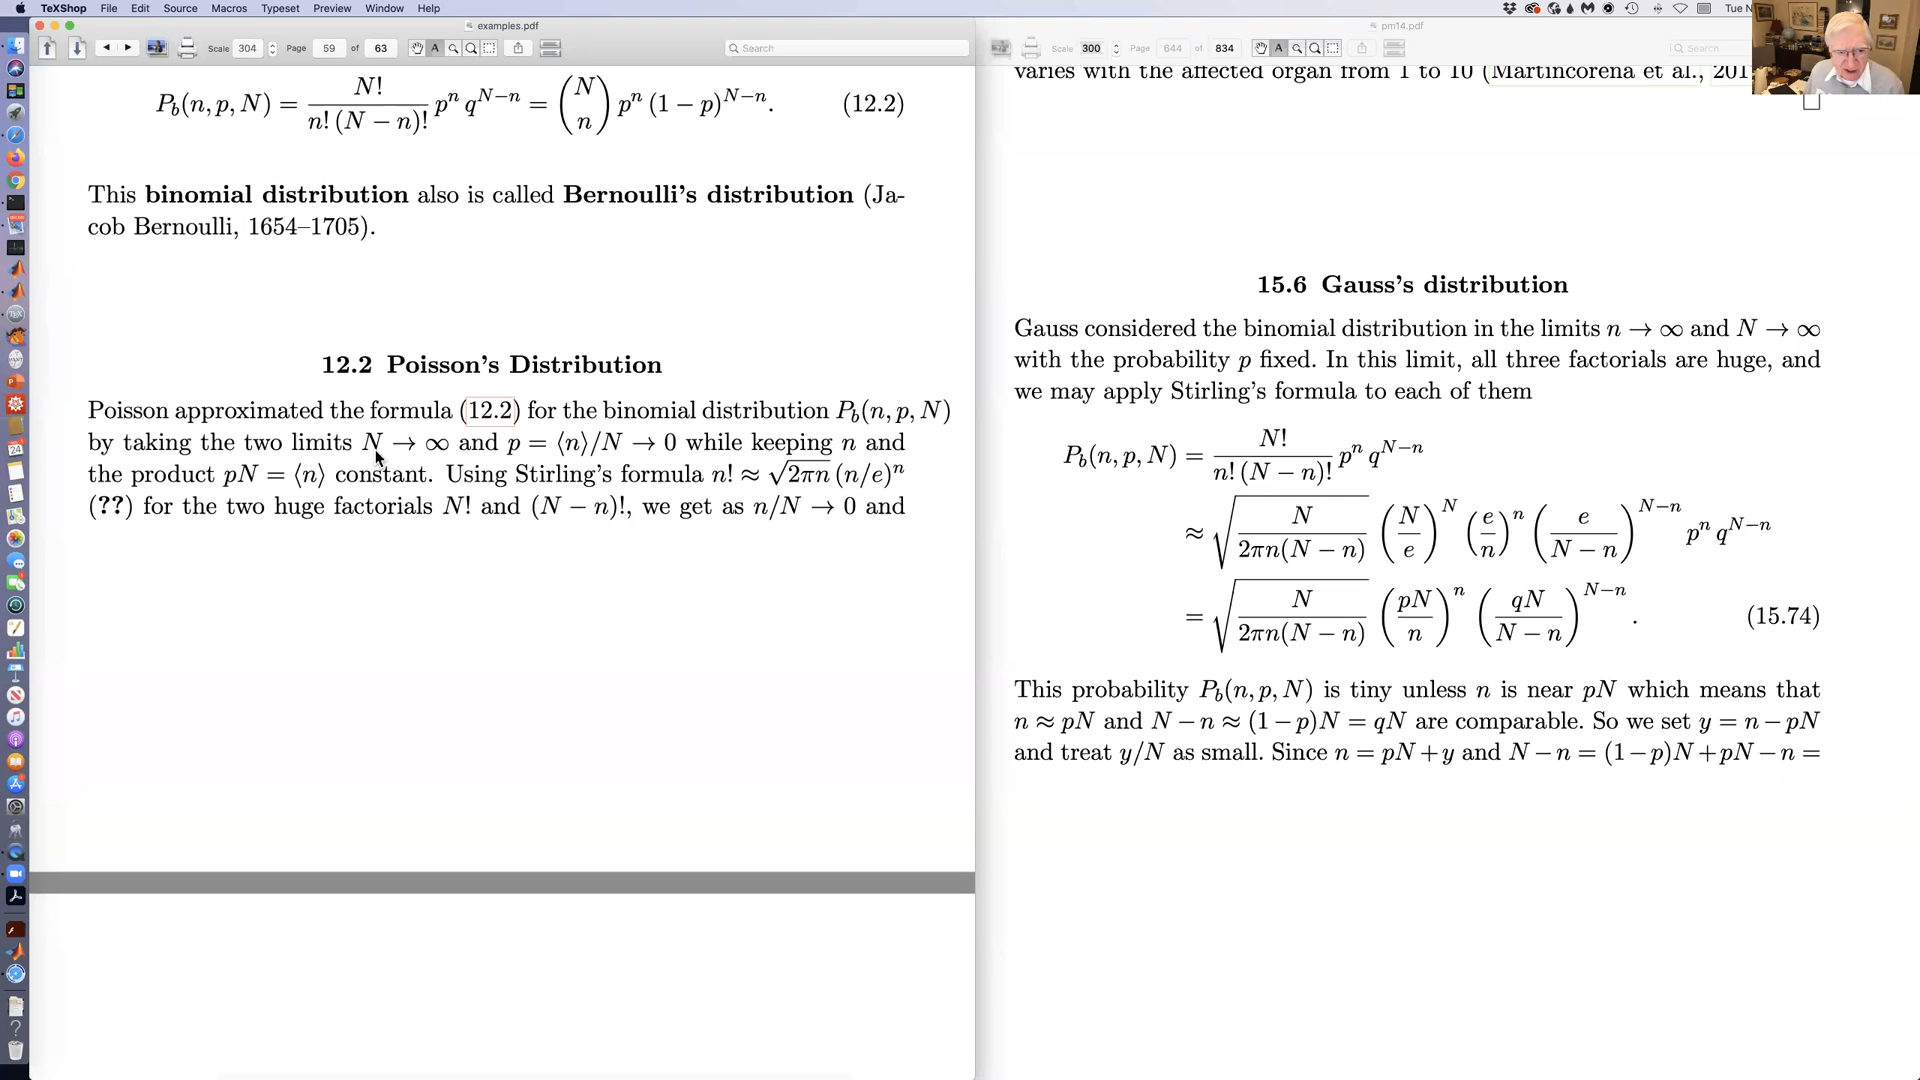 TeXShop File Edit Source Macros Typeset Preview Window Help
Tue N
examples.pdf
Scale 304 Page 59 of 63
Search
P_b(n, p, N) = N!/(n! (N − n)!) p^n q^{N−n} = (N n) p^n (1 − p)^{N−n}. (12.2)
This binomial distribution also is called Bernoulli's distribution (Ja-
cob Bernoulli, 1654–1705).
12.2 Poisson's Distribution
Poisson approximated the formula (12.2) for the binomial distribution P_b(n, p, N)
by taking the two limits N → ∞ and p = ⟨n⟩/N → 0 while keeping n and
the product pN = ⟨n⟩ constant. Using Stirling's formula n! ≈ √(2πn) (n/e)^n
(??) for the two huge factorials N! and (N − n)!, we get as n/N → 0 and
pm14.pdf
Scale 300 Page 644 of 834
Search
varies with the affected organ from 1 to 10 (Martincorena et al., 201
15.6 Gauss's distribution
Gauss considered the binomial distribution in the limits n → ∞ and N → ∞
with the probability p fixed. In this limit, all three factorials are huge, and
we may apply Stirling's formula to each of them
P_b(n, p, N) = N!/(n! (N − n)!) p^n q^{N−n}
≈ √(N/(2πn(N − n))) (N/e)^N (e/n)^n (e/(N − n))^{N−n} p^n q^{N−n}
= √(N/(2πn(N − n))) (pN/n)^n (qN/(N − n))^{N−n}. (15.74)
This probability P_b(n, p, N) is tiny unless n is near pN which means that
n ≈ pN and N − n ≈ (1 − p)N = qN are comparable. So we set y = n − pN
and treat y/N as small. Since n = pN + y and N − n = (1−p)N + pN − n =